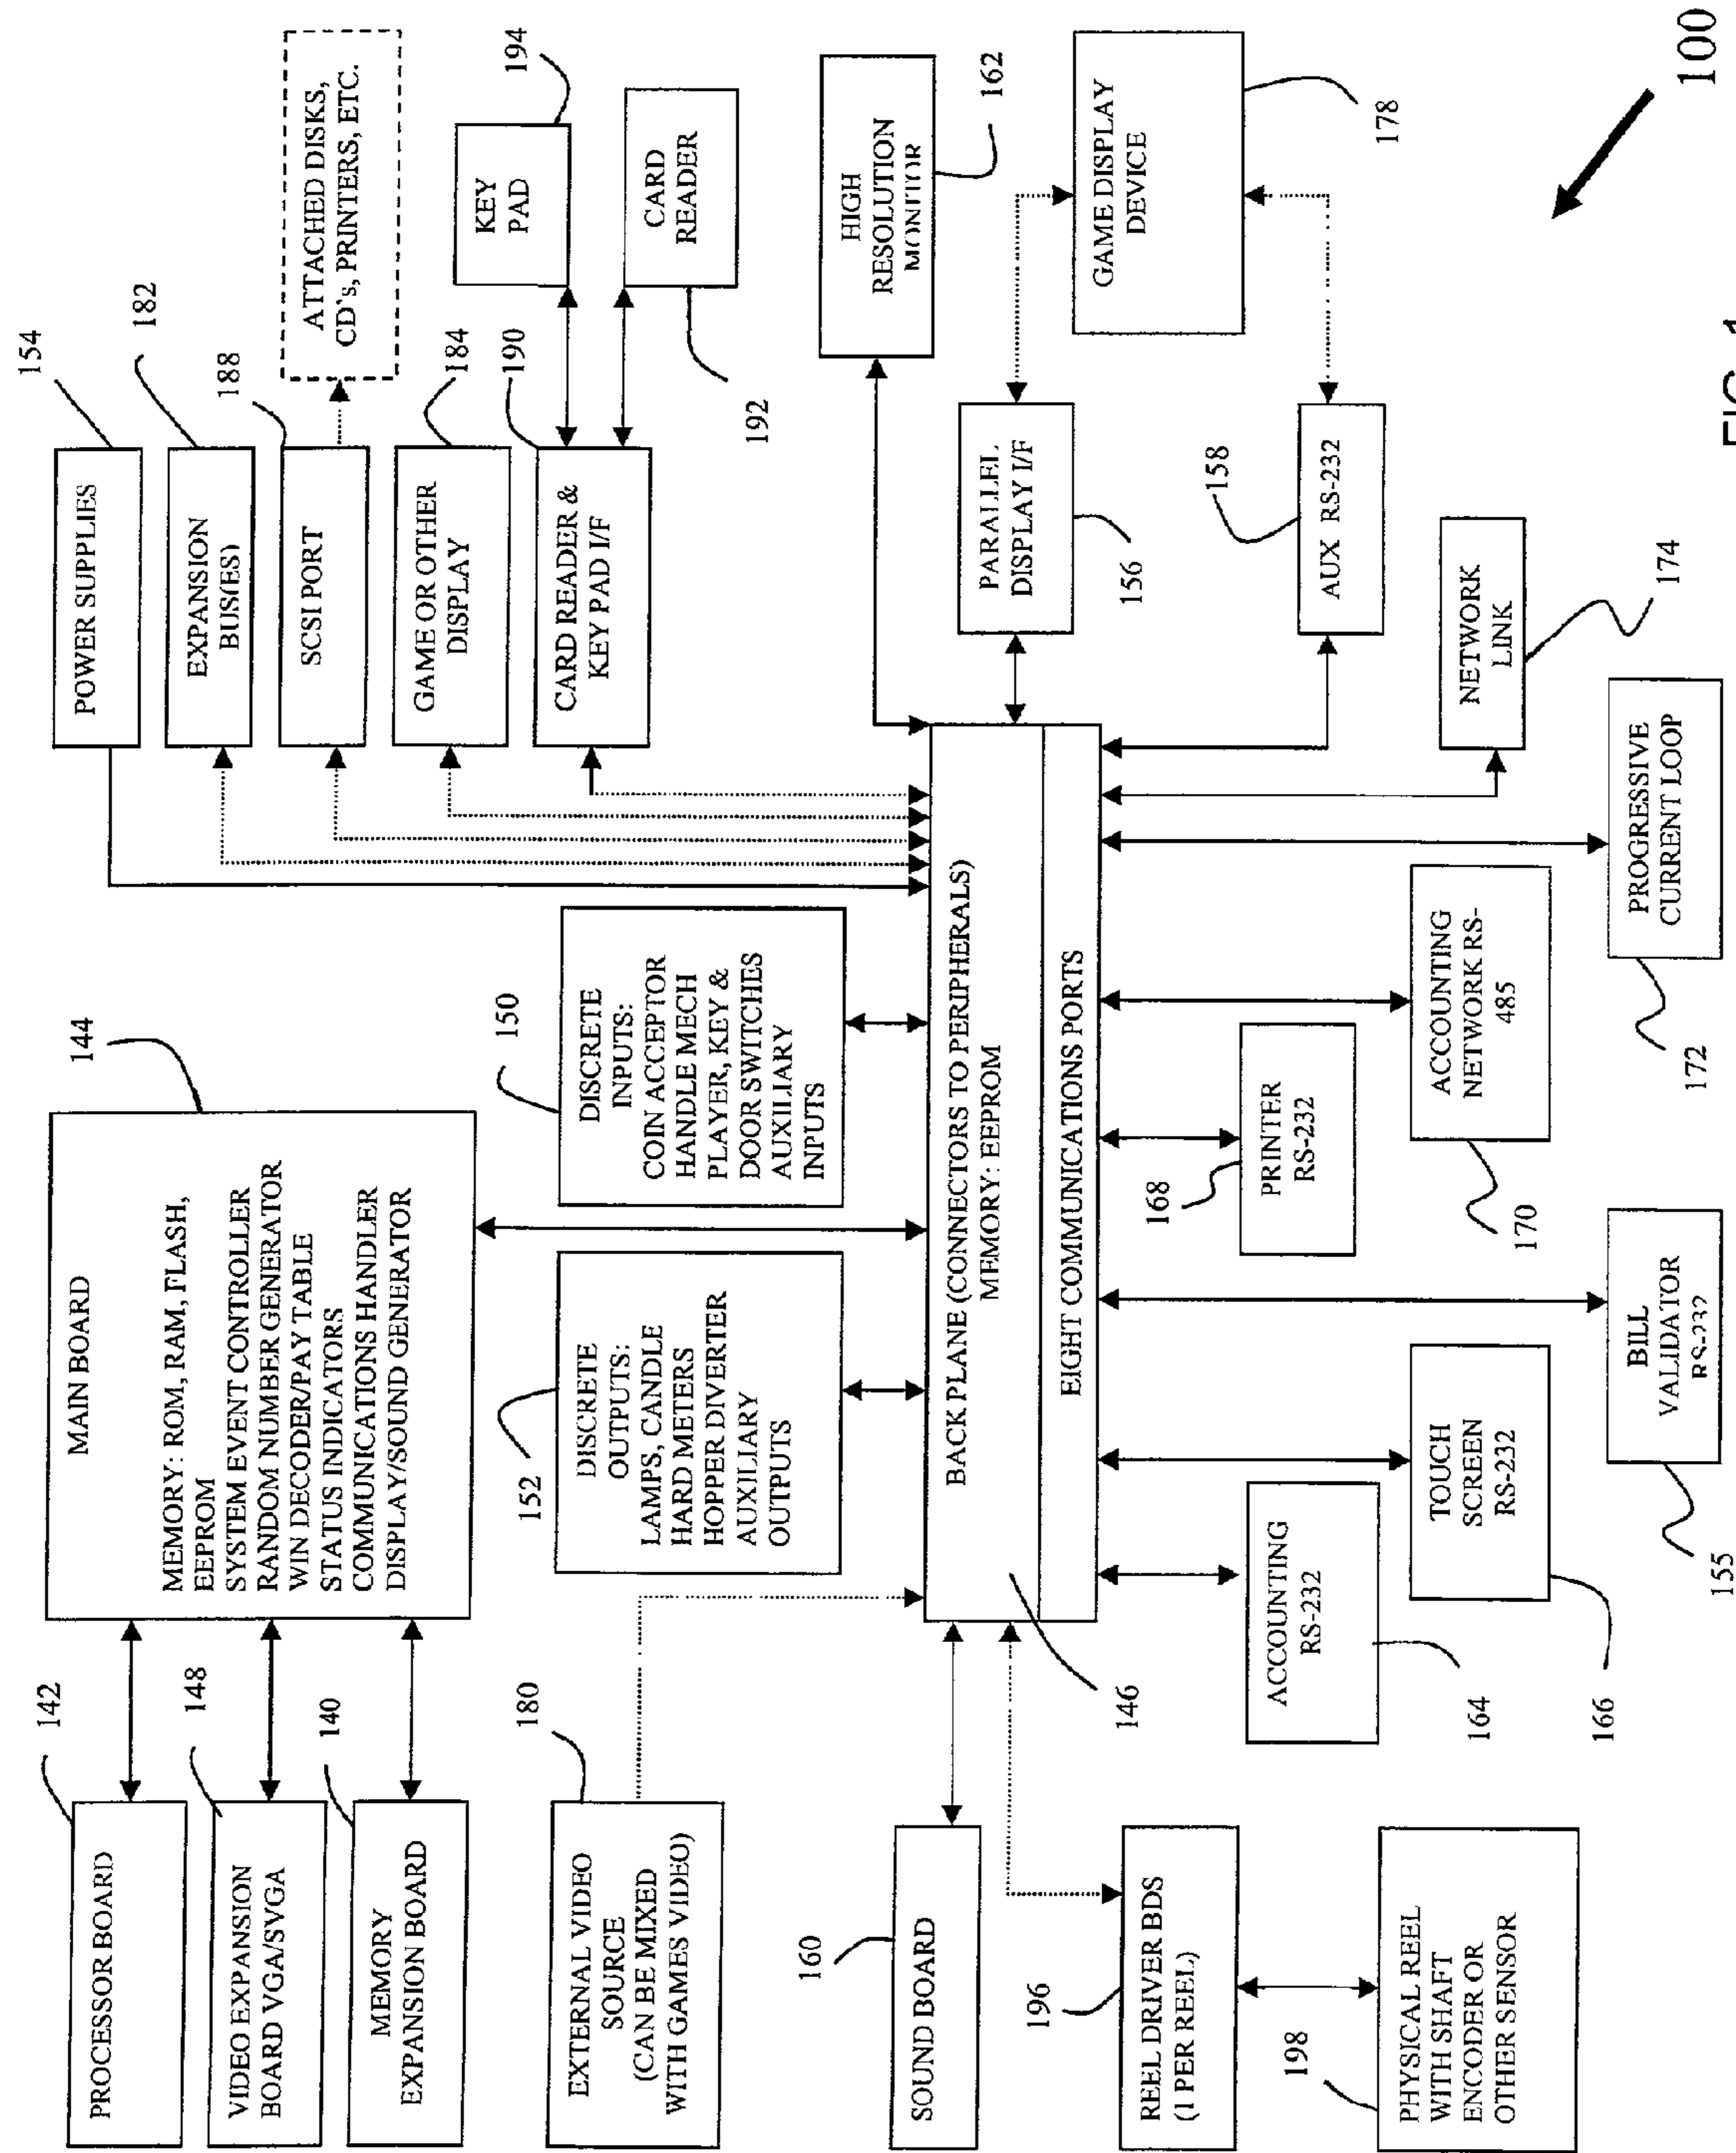 PROCESSOR BOARD
142
VIDEO EXPANSION
BOARD VGA/SVGA
148
MEMORY
EXPANSION BOARD
140
MAIN BOARD
MEMORY: ROM, RAM, FLASH,
EEPROM
SYSTEM EVENT CONTROLLER
RANDOM NUMBER GENERATOR
WIN DECODER/PAY TABLE
STATUS INDICATORS
COMMUNICATIONS HANDLER
DISPLAY/SOUND GENERATOR
144
POWER SUPPLIES
154
EXPANSION
BUS(ES)
182
SCSI PORT
188
ATTACHED DISKS,
CD's, PRINTERS, ETC.
GAME OR OTHER
DISPLAY
184
CARD READER &
KEY PAD I/F
190
KEY
PAD
194
CARD
READER
192
EXTERNAL VIDEO
SOURCE
(CAN BE MIXED
WITH GAMES VIDEO)
180
DISCRETE
OUTPUTS:
LAMPS, CANDLE
HARD METERS
HOPPER DIVERTER
AUXILIARY
OUTPUTS
152
DISCRETE
INPUTS:
COIN ACCEPTOR
HANDLE MECH
PLAYER, KEY &
DOOR SWITCHES
AUXILIARY
INPUTS
150
SOUND BOARD
160
BACK PLANE (CONNECTORS TO PERIPHERALS)
MEMORY: EEPROM
EIGHT COMMUNICATIONS PORTS
146
HIGH
RESOLUTION
MONITOR
162
PARALLEL
DISPLAY I/F
156
GAME DISPLAY
DEVICE
178
AUX RS-232
158
REEL DRIVER BDS
(1 PER REEL)
196
PHYSICAL REEL
WITH SHAFT
ENCODER OR
OTHER SENSOR
198
ACCOUNTING
RS-232
164
TOUCH
SCREEN
RS-232
166
BILL
VALIDATOR
RS-232
155
PRINTER
RS-232
168
ACCOUNTING
NETWORK RS-
485
170
PROGRESSIVE
CURRENT LOOP
172
NETWORK
LINK
174
100